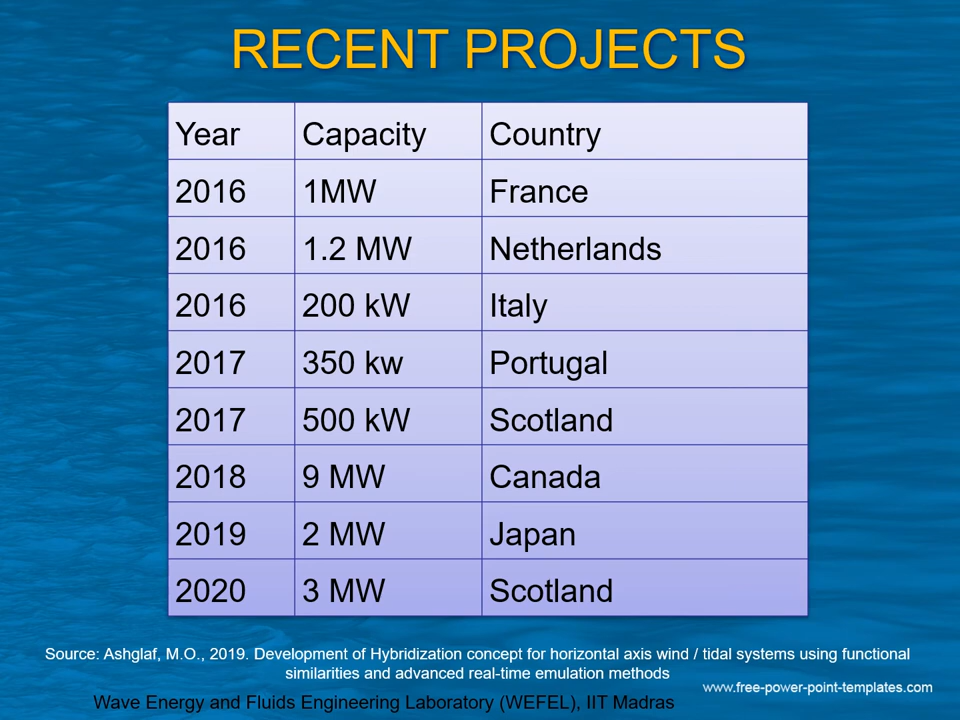 RECENT PROJECTS
Year Capacity Country
2016 1MW France
2016 1.2 MW Netherlands
2016 200 kW Italy
2017 350 kw Portugal
2017 500 kW Scotland
2018 9 MW Canada
2019 2 MW Japan
2020 3 MW Scotland
Source: Ashglaf, M.O., 2019. Development of Hybridization concept for horizontal axis wind / tidal systems using functional
similarities and advanced real-time emulation methods
www.free-power-point-templates.com
Wave Energy and Fluids Engineering Laboratory (WEFEL), IIT Madras